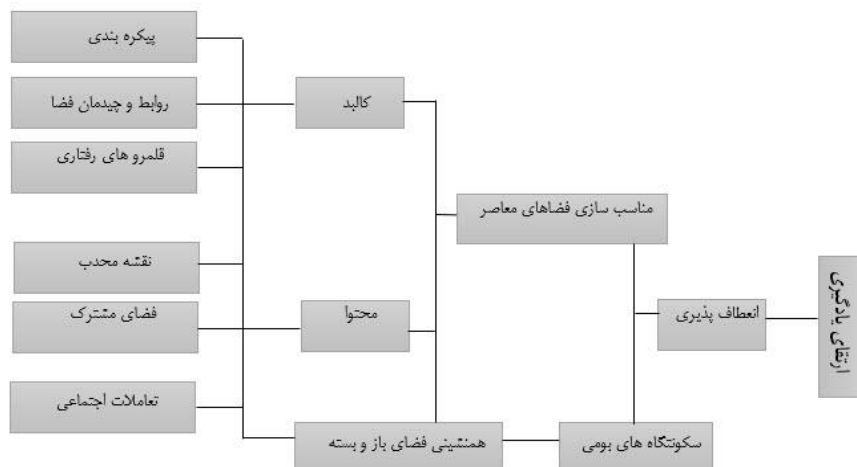 ارتقای یادگیری
انعطاف پذیری
مناسب سازی فضاهای معاصر
سکونتگاه های بومی
کالبد
محتوا
همنشینی فضای باز و بسته
پیکره بندی
روابط و چیدمان فضا
قلمرو های رفتاری
نقشه محدب
فضای مشترک
تعاملات اجتماعی